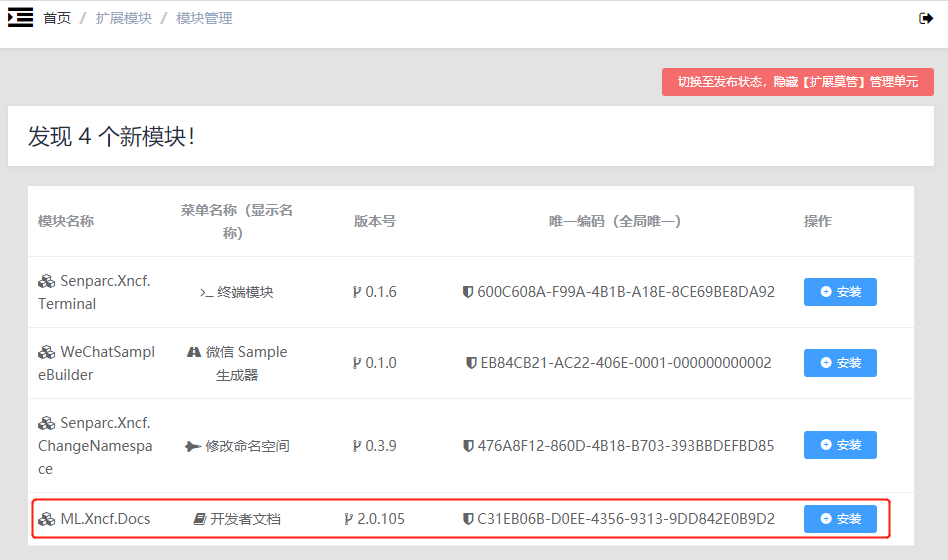 首页 / 扩展模块 / 模块管理
切换至发布状态，隐藏【扩展莫管】管理单元
发现 4 个新模块！
模块名称 菜单名称（显示名 版本号 唯一编码（全局唯一） 操作
称）
Senparc.Xncf. >_ 终端模块 0.1.6 600C608A-F99A-4B1B-A18E-8CE69BE8DA92 安装
Terminal
WeChatSampl 微信 Sample 0.1.0 EB84CB21-AC22-406E-0001-000000000002 安装
eBuilder 生成器
Senparc.Xncf.
ChangeNamespa 修改命名空间 0.3.9 476A8F12-860D-4B18-B703-393BBDEFBD85 安装
ce
ML.Xncf.Docs 开发者文档 2.0.105 C31EB06B-D0EE-4356-9313-9DD842E0B9D2 安装